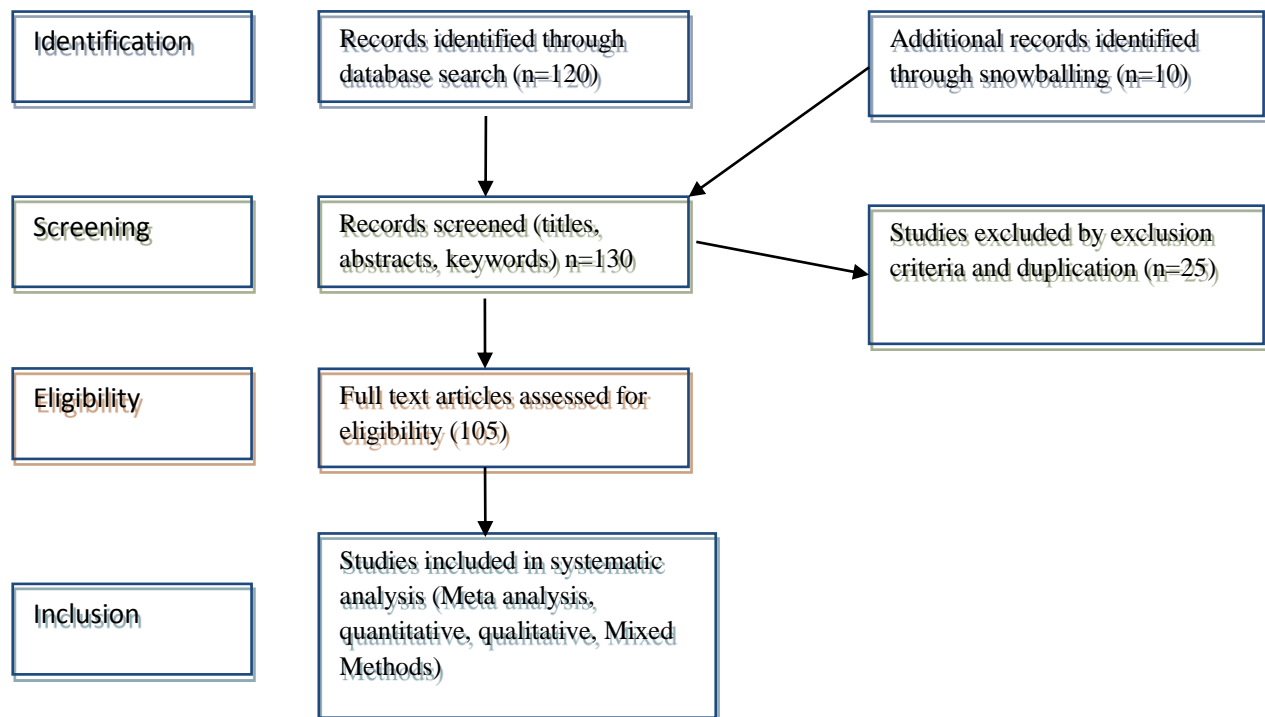 Identification
Records identified through
database search (n=120)
Additional records identified
through snowballing (n=10)
Screening
Records screened (titles,
abstracts, keywords) n=130
Studies excluded by exclusion
criteria and duplication (n=25)
Eligibility
Full text articles assessed for
eligibility (105)
Inclusion
Studies included in systematic
analysis (Meta analysis,
quantitative, qualitative, Mixed
Methods)